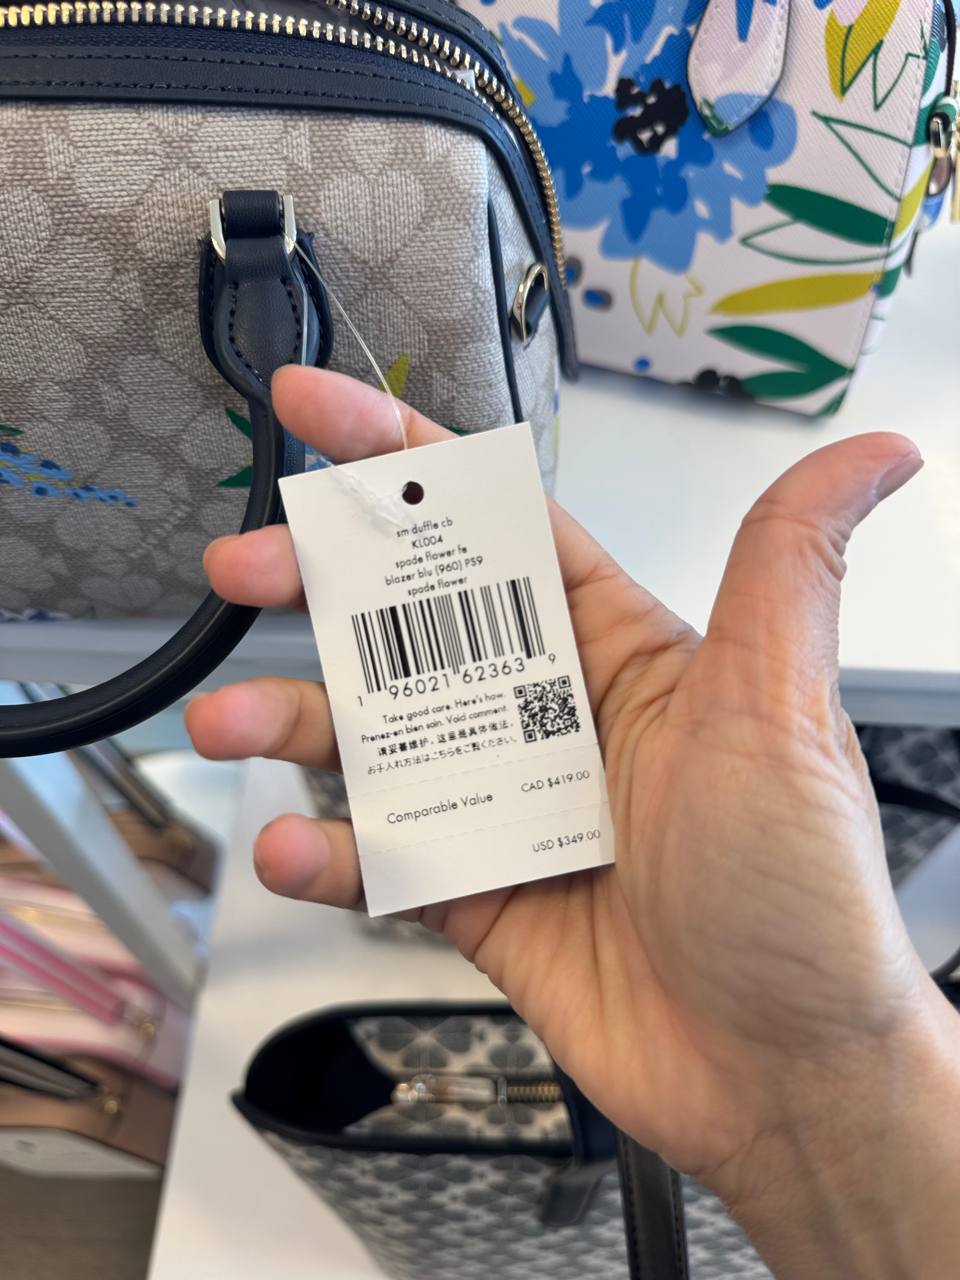 sm duffle cb
KL004
spade flower fe
blazer blu (960) PS9
spade flower
1 96021 62363 9
Take good care. Here's how.
Prenez-en bien soin. Voici comment.
请妥善维护。这里是具体做法。
お手入れ方法はこちらをご覧ください。
Comparable Value CAD $419.00
USD $349.00